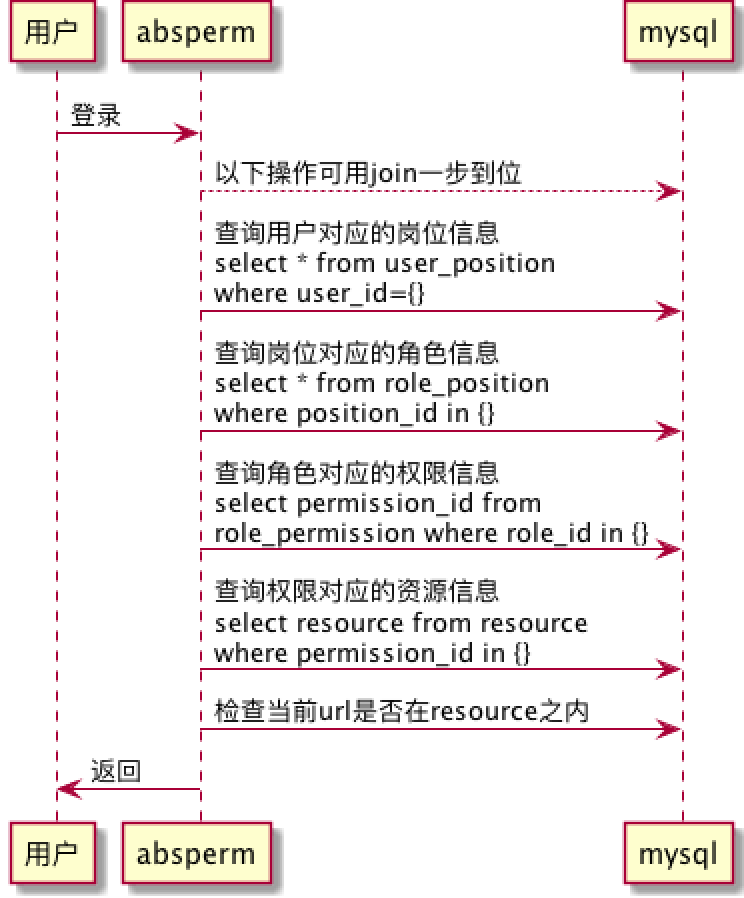 用户 absperm mysql
登录
以下操作可用join一步到位
查询用户对应的岗位信息
select * from user_position
where user_id={}
查询岗位对应的角色信息
select * from role_position
where position_id in {}
查询角色对应的权限信息
select permission_id from
role_permission where role_id in {}
查询权限对应的资源信息
select resource from resource
where permission_id in {}
检查当前url是否在resource之内
返回
用户 absperm mysql